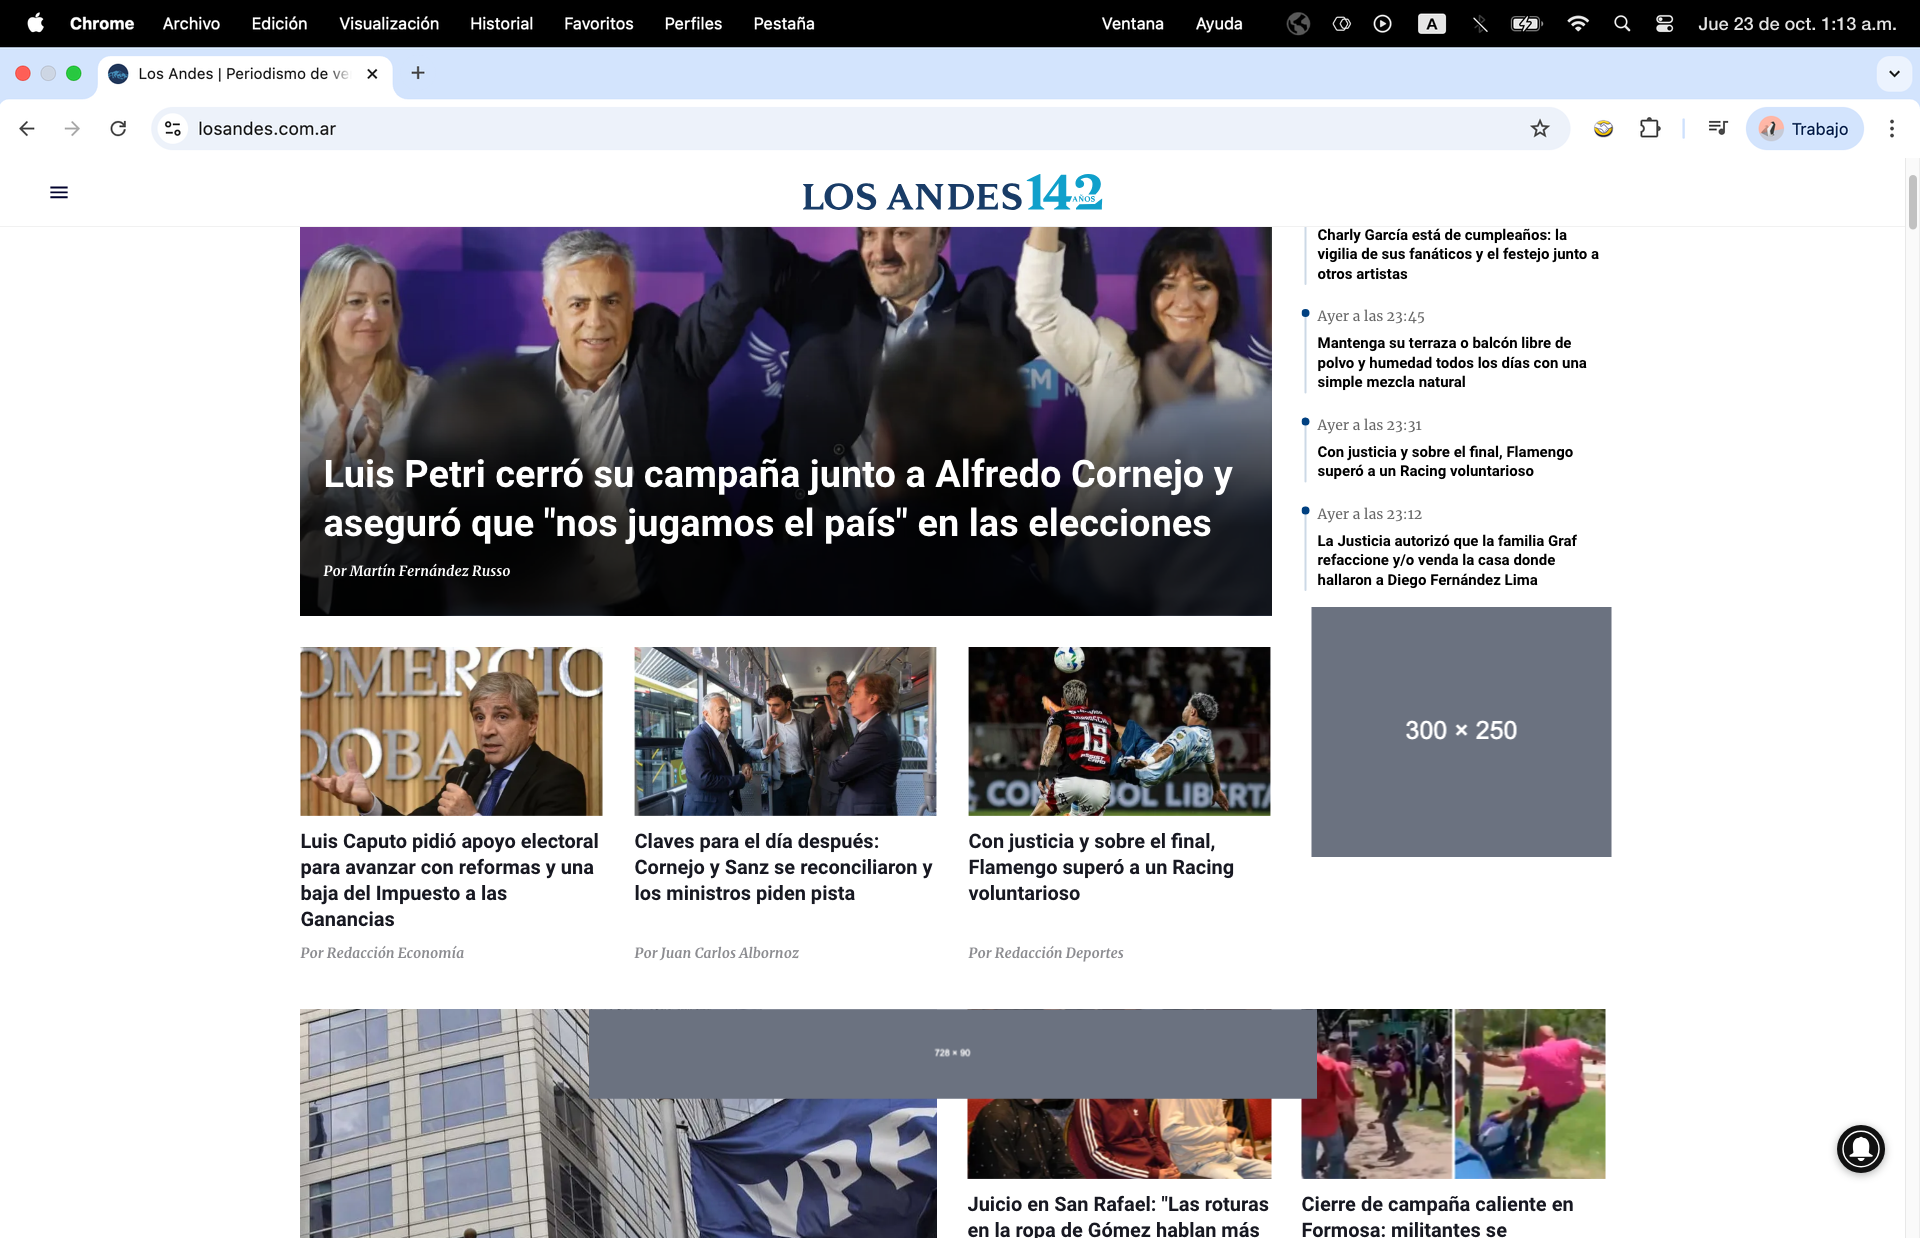 Chrome Archivo Edición Visualización Historial Favoritos Perfiles Pestaña Ventana Ayuda A Jue 23 de oct. 1:13 a.m.
Los Andes | Periodismo de ve
losandes.com.ar
Trabajo
LOS ANDES 142 AÑOS
Luis Petri cerró su campaña junto a Alfredo Cornejo y
aseguró que "nos jugamos el país" en las elecciones
Por Martín Fernández Russo
Charly García está de cumpleaños: la
vigilia de sus fanáticos y el festejo junto a
otros artistas
Ayer a las 23:45
Mantenga su terraza o balcón libre de
polvo y humedad todos los días con una
simple mezcla natural
Ayer a las 23:31
Con justicia y sobre el final, Flamengo
superó a un Racing voluntarioso
Ayer a las 23:12
La Justicia autorizó que la familia Graf
refaccione y/o venda la casa donde
hallaron a Diego Fernández Lima
300 × 250
OMERCIO
DOBA
Luis Caputo pidió apoyo electoral
para avanzar con reformas y una
baja del Impuesto a las
Ganancias
Por Redacción Economía
Claves para el día después:
Cornejo y Sanz se reconciliaron y
los ministros piden pista
Por Juan Carlos Albornoz
15
Con justicia y sobre el final,
Flamengo superó a un Racing
voluntarioso
Por Redacción Deportes
728 × 90
YPF
Juicio en San Rafael: "Las roturas
en la ropa de Gómez hablan más
Cierre de campaña caliente en
Formosa: militantes se